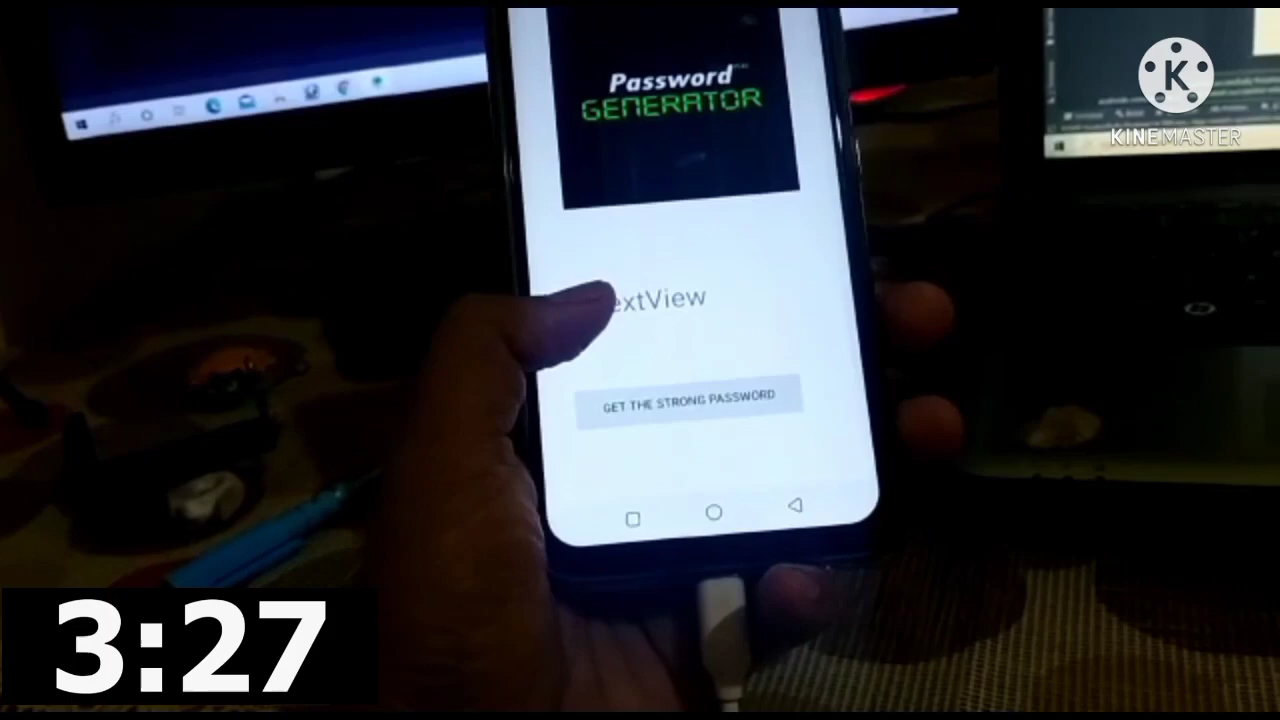 Password
GENERATOR
KINEMASTER
extView
GET THE STRONG PASSWORD
3:27